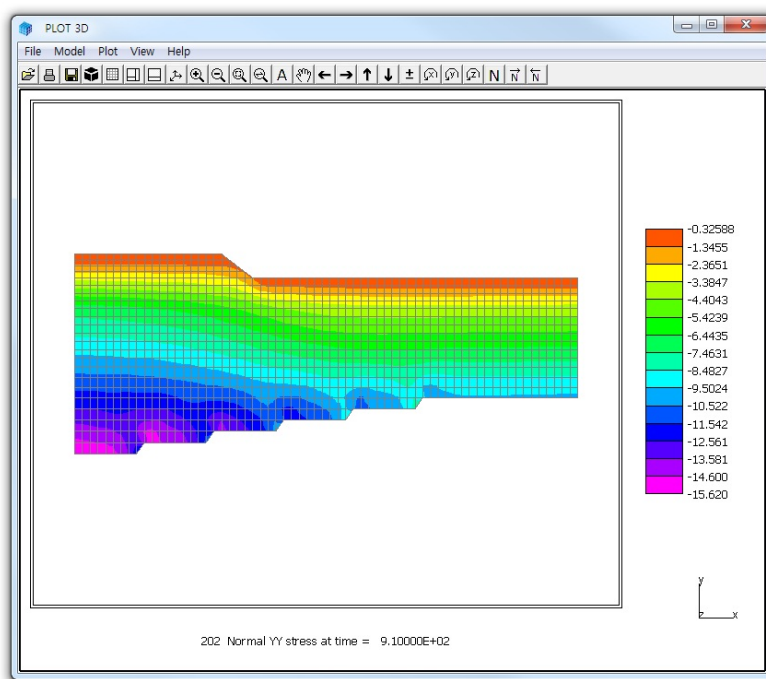 PLOT 3D
File Model Plot View Help
A x y z N N N
-0.32588
-1.3455
-2.3651
-3.3847
-4.4043
-5.4239
-6.4435
-7.4631
-8.4827
-9.5024
-10.522
-11.542
-12.561
-13.581
-14.600
-15.620
y
z x
202 Normal YY stress at time = 9.10000E+02